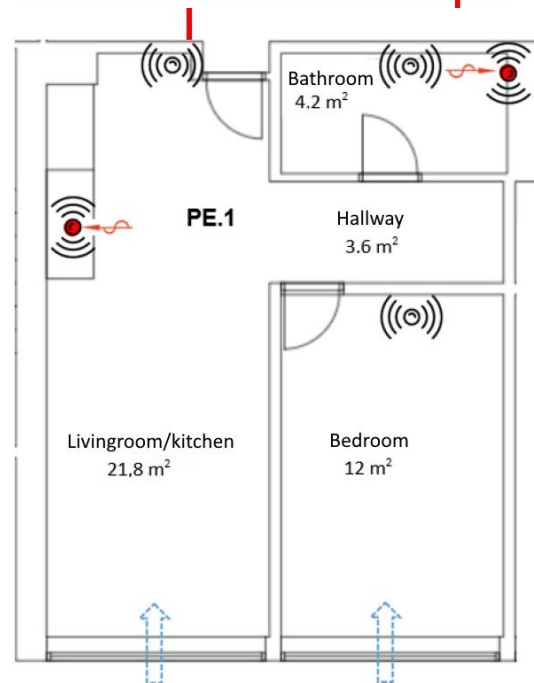 Bathroom
4.2 m²
PE.1
Hallway
3.6 m²
Livingroom/kitchen
21,8 m²
Bedroom
12 m²